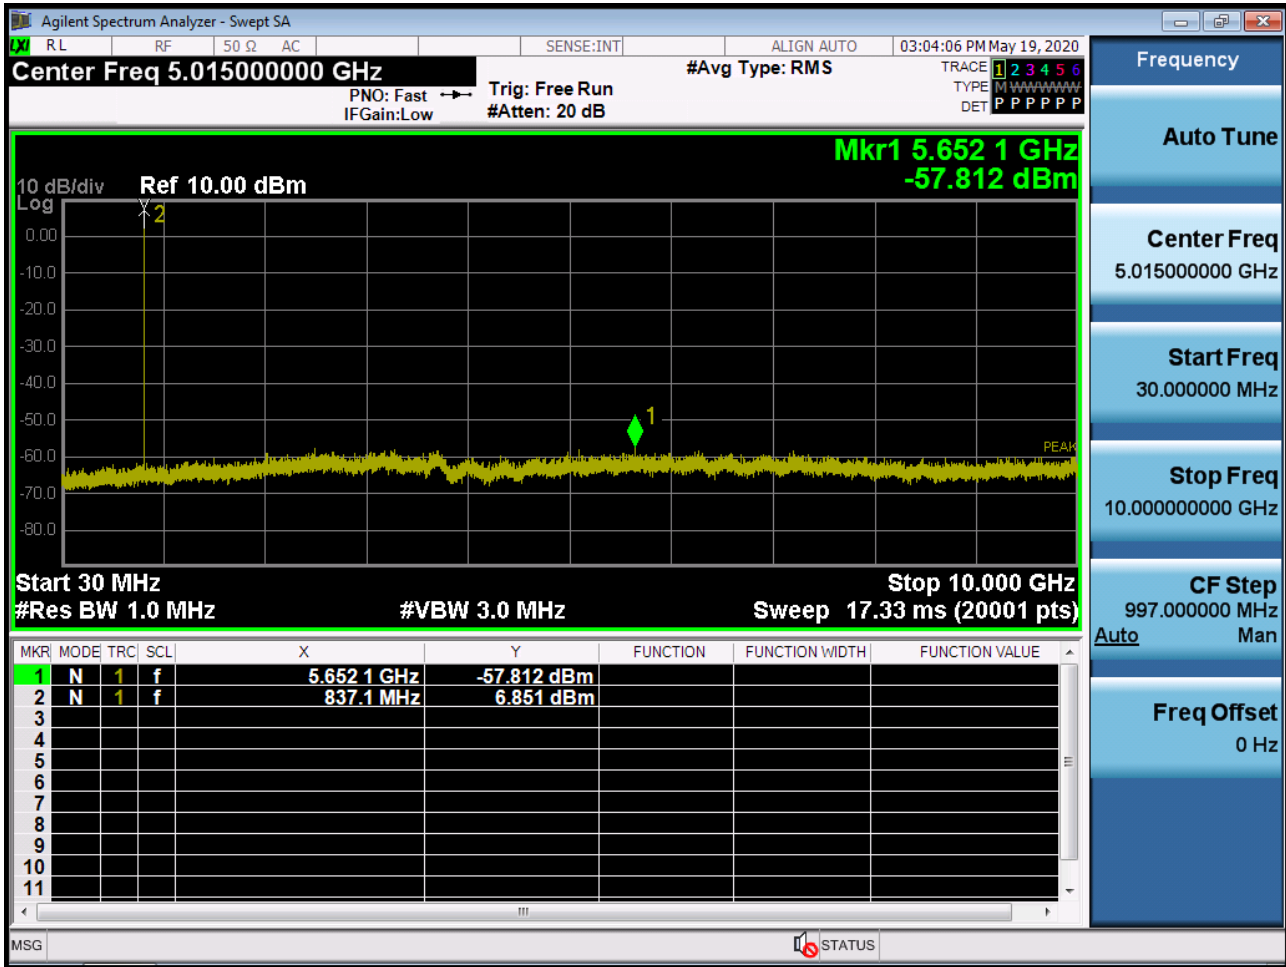 Agilent Spectrum Analyzer - Swept SA
LXI RL RF 50 Ω AC SENSE:INT ALIGN AUTO 03:04:06 PM May 19, 2020
Center Freq 5.015000000 GHz
PNO: Fast
IFGain:Low
Trig: Free Run
#Atten: 20 dB
#Avg Type: RMS
TRACE 1 2 3 4 5 6
TYPE M W W W W W
DET P P P P P P
Mkr1 5.652 1 GHz
-57.812 dBm
10 dB/div Ref 10.00 dBm
Log
2
0.00
-10.0
-20.0
-30.0
-40.0
-50.0
1
PEAK
-60.0
-70.0
-80.0
Start 30 MHz Stop 10.000 GHz
#Res BW 1.0 MHz #VBW 3.0 MHz Sweep 17.33 ms (20001 pts)
MKR MODE TRC SCL X Y FUNCTION FUNCTION WIDTH FUNCTION VALUE
1 N 1 f 5.652 1 GHz -57.812 dBm
2 N 1 f 837.1 MHz 6.851 dBm
3
4
5
6
7
8
9
10
11
MSG STATUS
Frequency
Auto Tune
Center Freq
5.015000000 GHz
Start Freq
30.000000 MHz
Stop Freq
10.000000000 GHz
CF Step
997.000000 MHz
Auto Man
Freq Offset
0 Hz